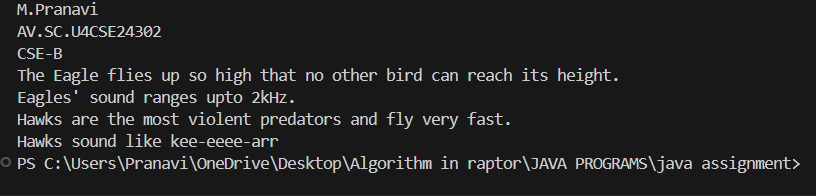 M.Pranavi
AV.SC.U4CSE24302
CSE-B
The Eagle flies up so high that no other bird can reach its height.
Eagles' sound ranges upto 2kHz.
Hawks are the most violent predators and fly very fast.
Hawks sound like kee-eeee-arr
PS C:\Users\Pranavi\OneDrive\Desktop\Algorithm in raptor\JAVA PROGRAMS\java assignment>